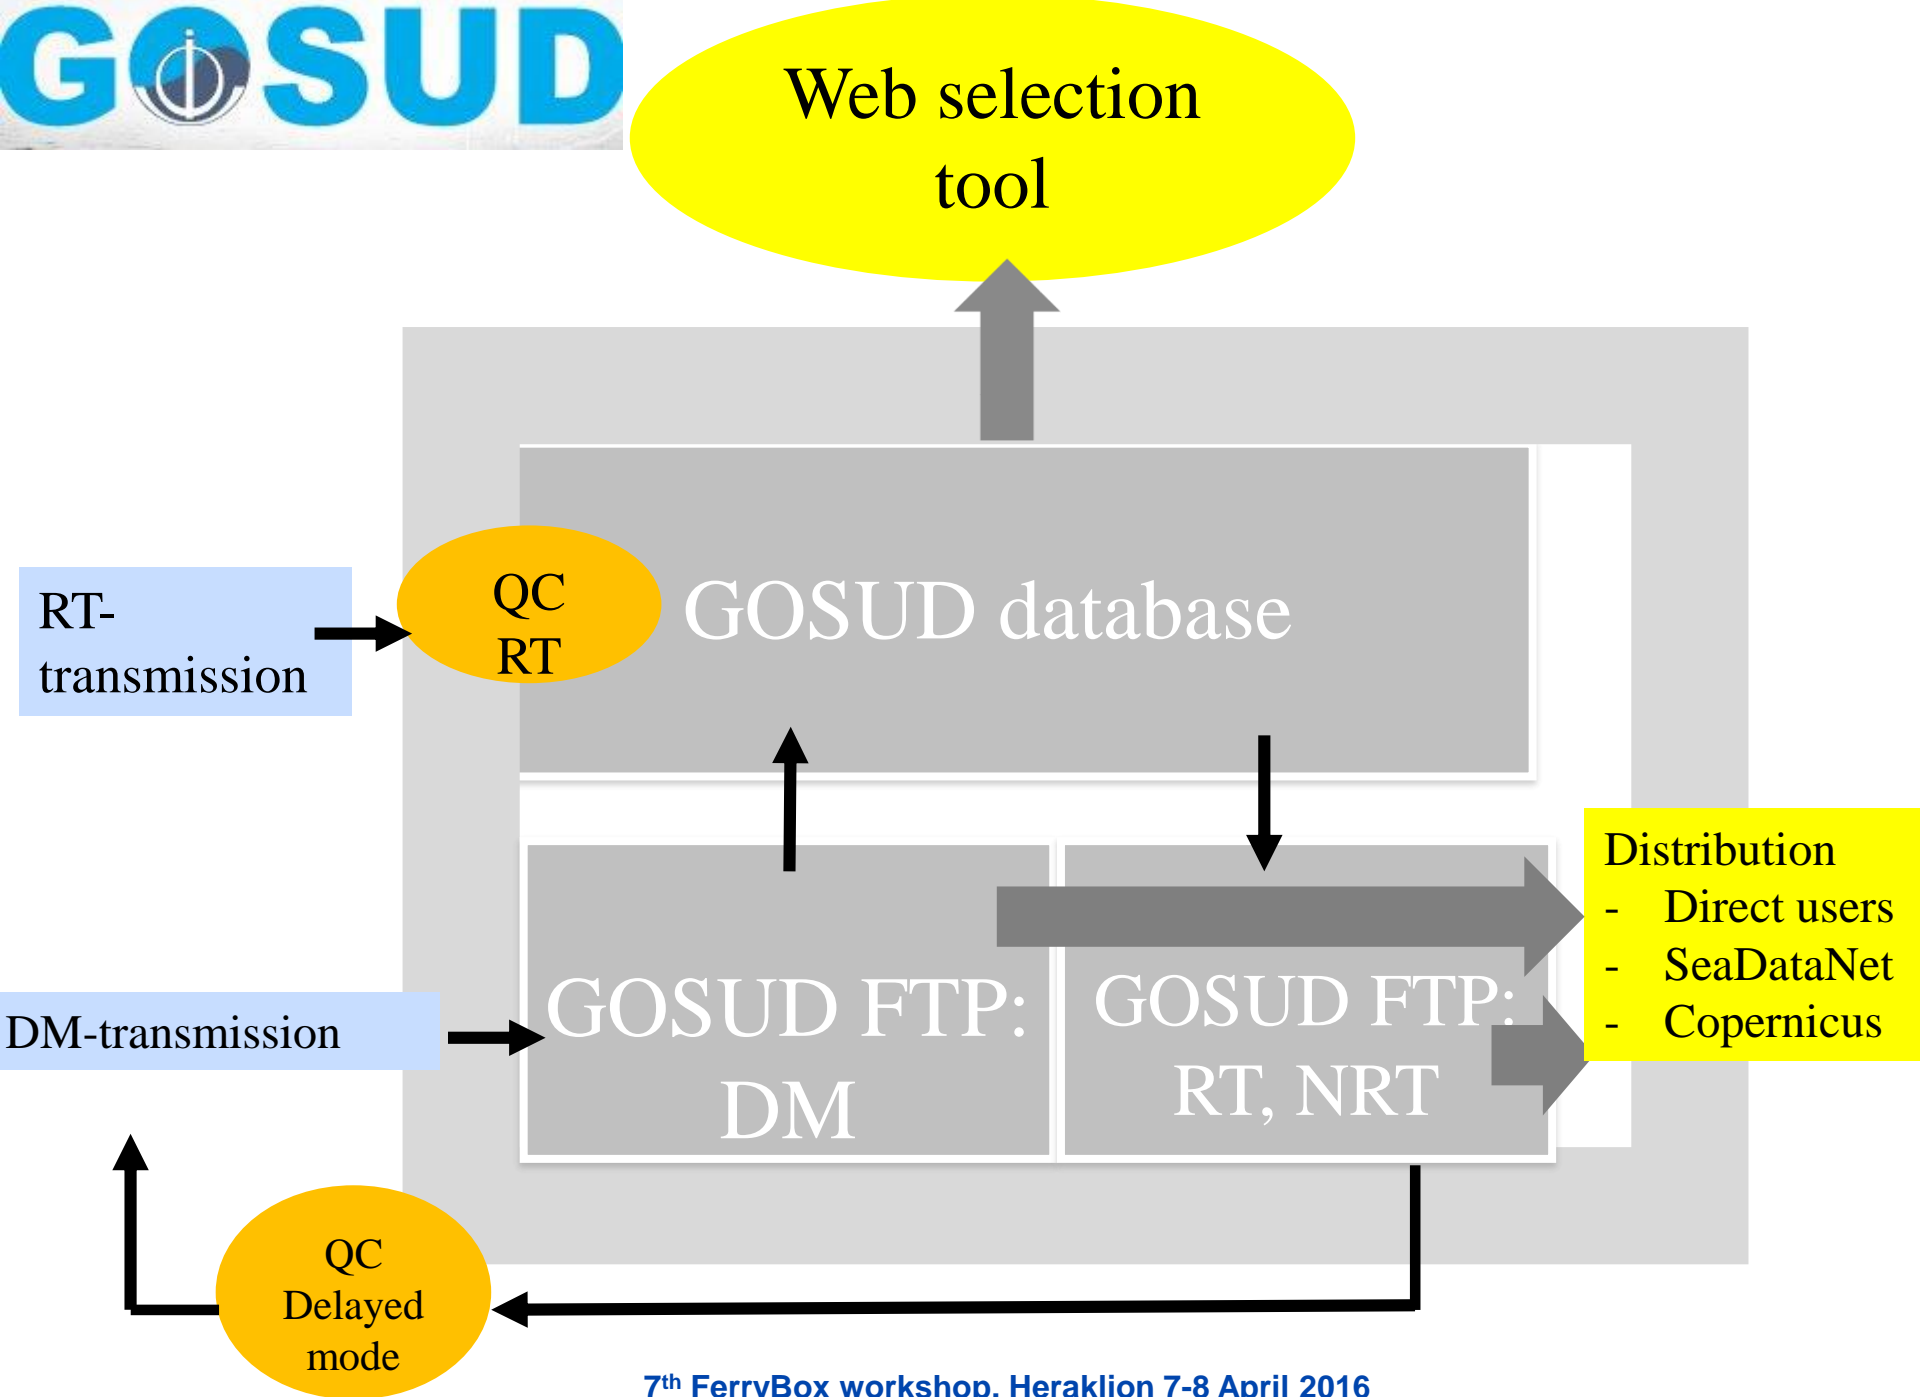 GOSUD
Web selection
tool
QC
RT
RT-
transmission
GOSUD database
Distribution
- Direct users
- SeaDataNet
- Copernicus
GOSUD FTP:
DM
GOSUD FTP:
RT, NRT
DM-transmission
QC
Delayed
mode
7th FerryBox workshop, Heraklion 7-8 April 2016